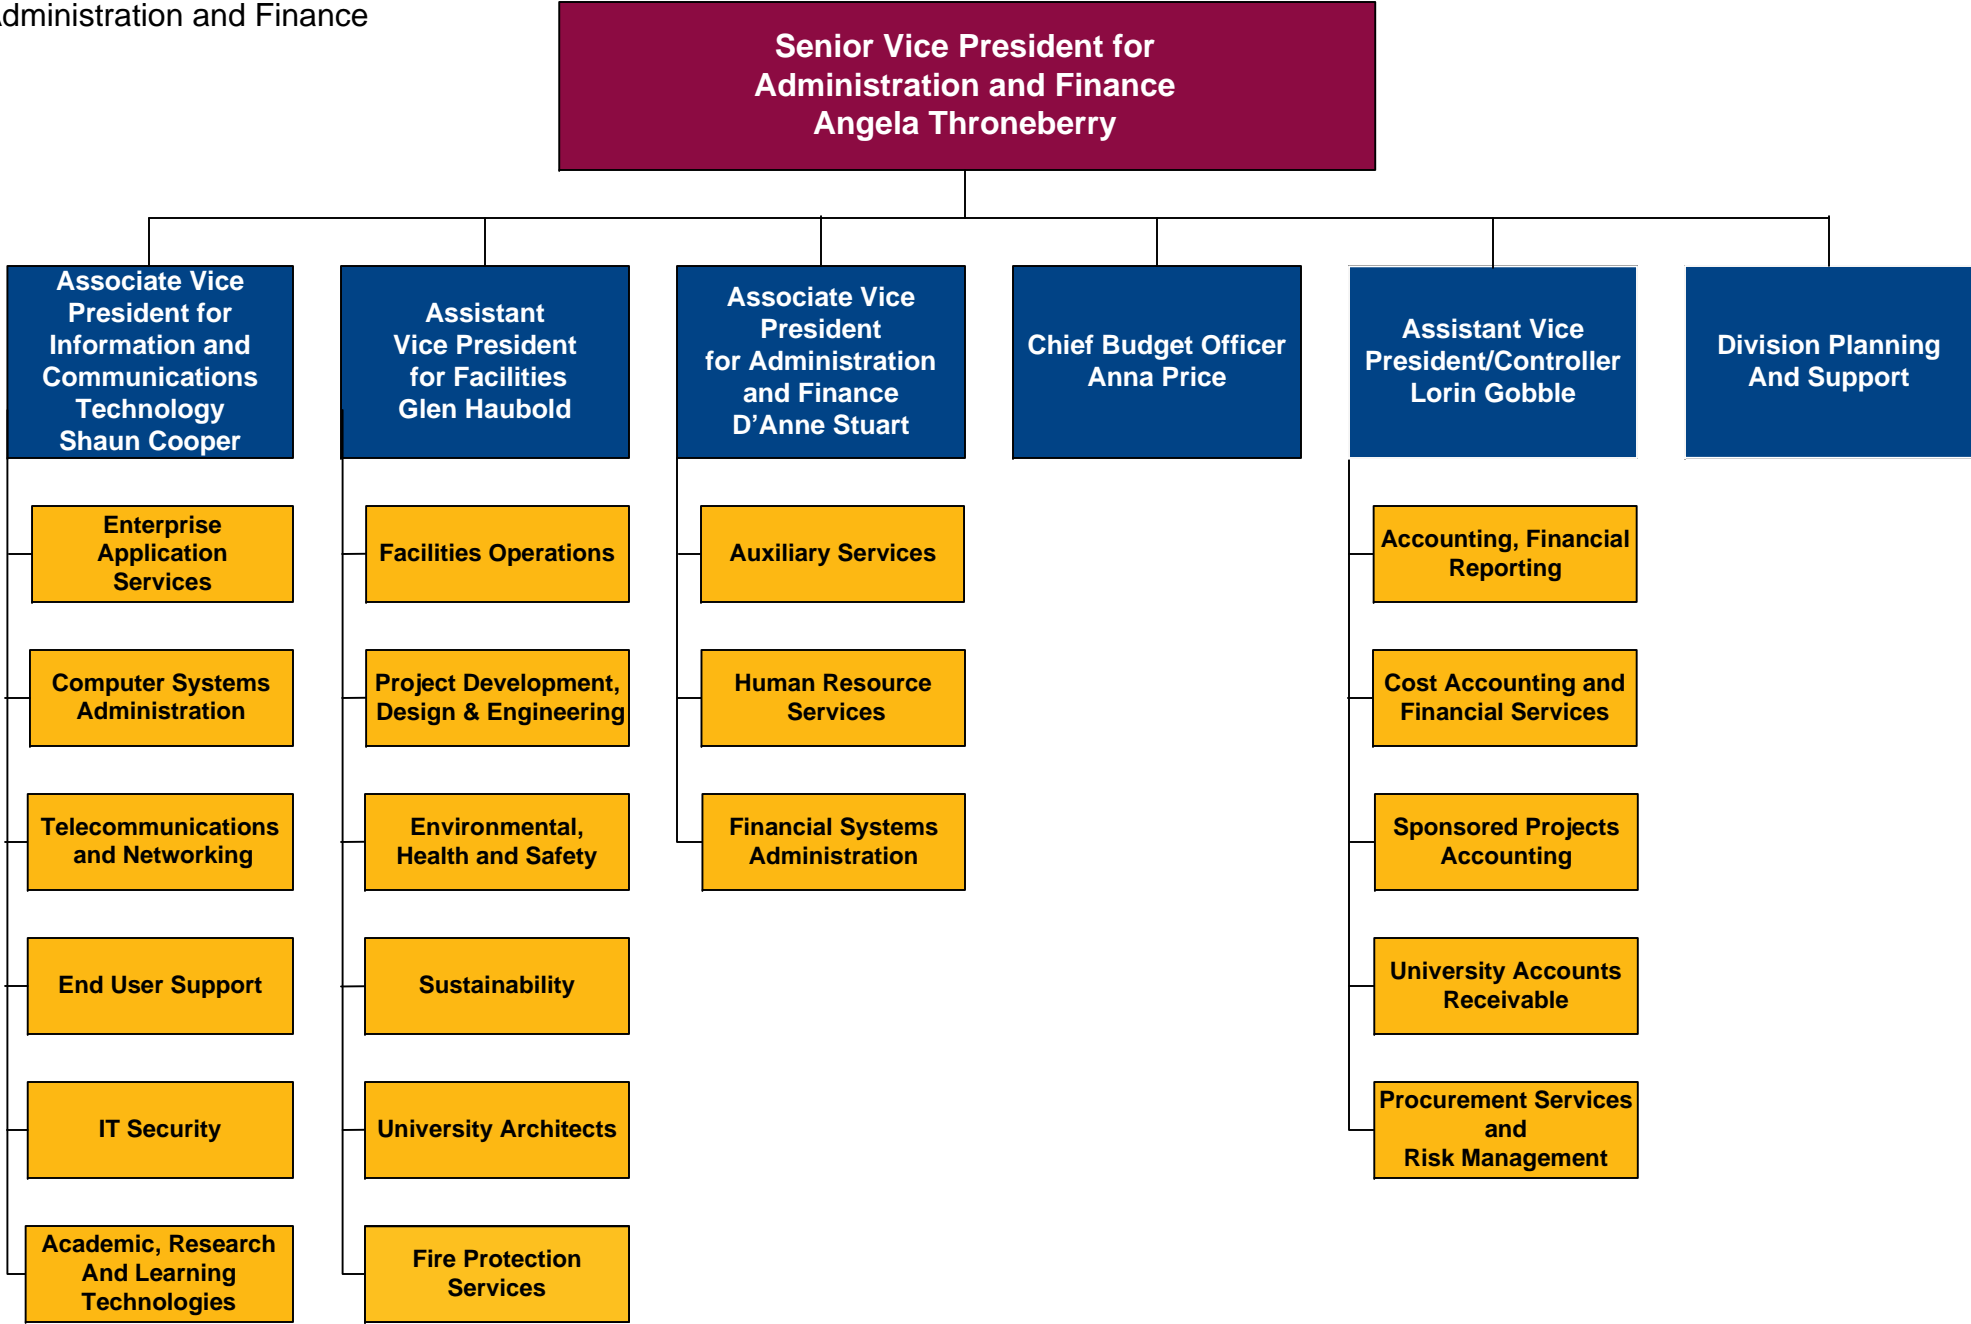 Administration and Finance
Senior Vice President for
Administration and Finance
Angela Throneberry
Associate Vice
President for
Information and
Communications
Technology
Shaun Cooper
Assistant
Vice President
for Facilities
Glen Haubold
Associate Vice
President
for Administration
and Finance
D’Anne Stuart
Chief Budget Officer
Anna Price
Assistant Vice
President/Controller
Lorin Gobble
Division Planning
And Support
Enterprise
Application
Services
Computer Systems
Administration
Telecommunications
and Networking
End User Support
IT Security
Academic, Research
And Learning
Technologies
Facilities Operations
Project Development,
Design & Engineering
Environmental,
Health and Safety
Sustainability
University Architects
Fire Protection
Services
Auxiliary Services
Human Resource
Services
Financial Systems
Administration
Accounting, Financial
Reporting
Cost Accounting and
Financial Services
Sponsored Projects
Accounting
University Accounts
Receivable
Procurement Services
and
Risk Management